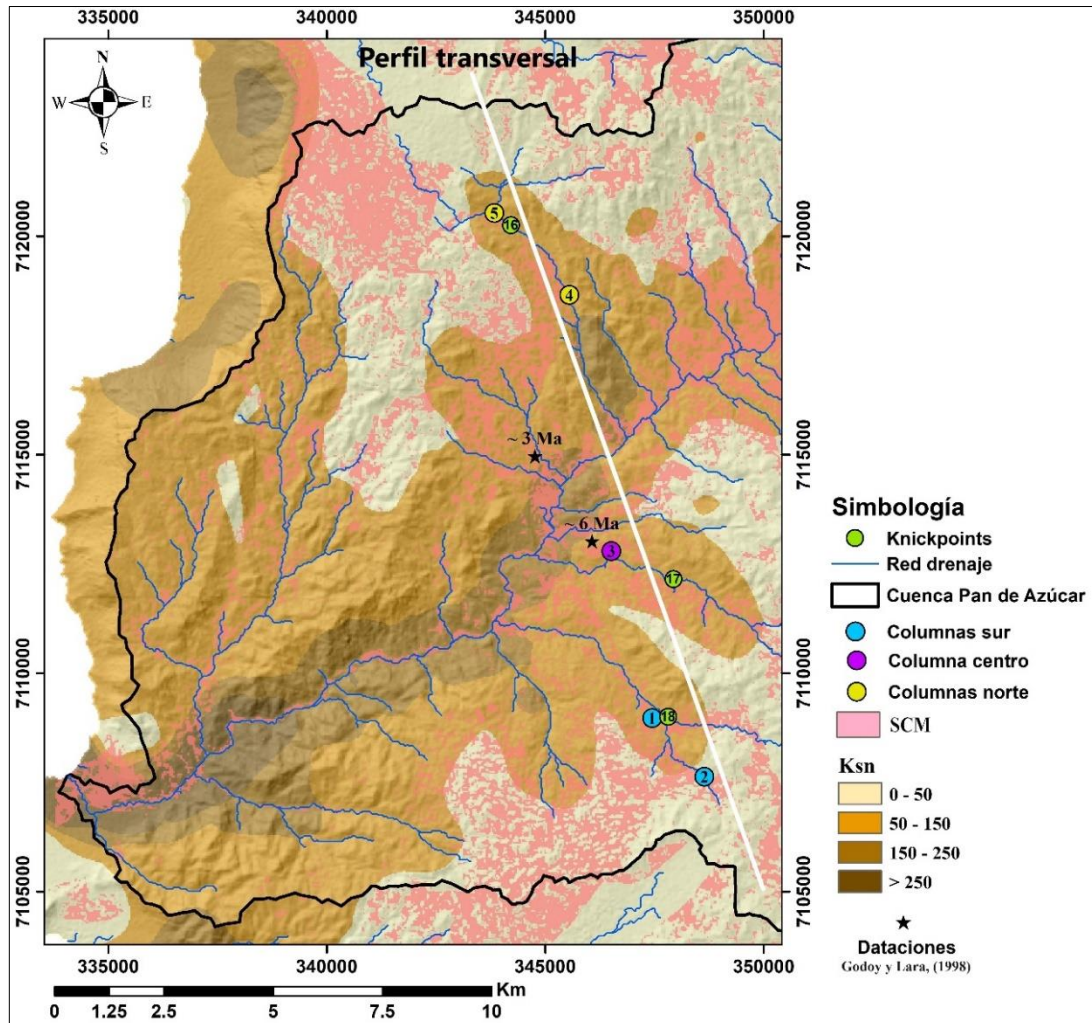 335000 340000 345000 350000
Perfil transversal
N
W E
S
7120000 7120000
5
16
4
7115000 7115000
~ 3 Ma
~ 6 Ma
3
17
7110000 7110000
1 18
2
7105000 7105000
335000 340000 345000 350000
Km
0 1.25 2.5 5 7.5 10
Simbología
Knickpoints
Red drenaje
Cuenca Pan de Azúcar
Columnas sur
Columna centro
Columnas norte
SCM
Ksn
0 - 50
50 - 150
150 - 250
> 250
Dataciones
Godoy y Lara, (1998)